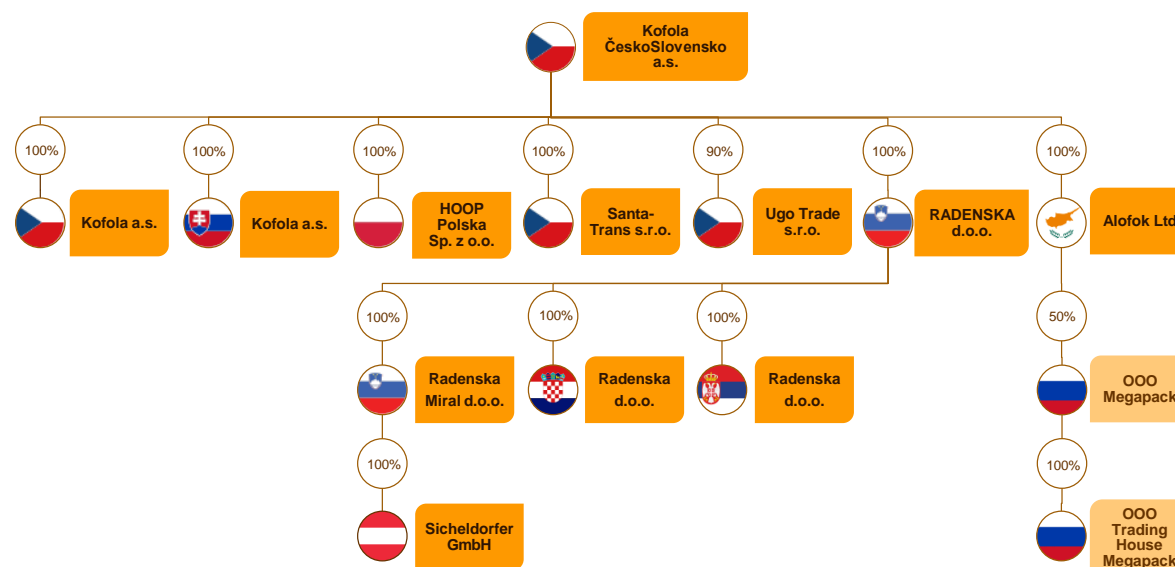 Kofola
ČeskoSlovensko
a.s.
100%
100%
100%
100%
90%
100%
100%
Kofola a.s.
Kofola a.s.
HOOP
Polska
Sp. z o.o.
Santa-
Trans s.r.o.
Ugo Trade
s.r.o.
RADENSKA
d.o.o.
Alofok Ltd
100%
100%
100%
50%
Radenska
Miral d.o.o.
Radenska
d.o.o.
Radenska
d.o.o.
OOO
Megapack
100%
100%
Sicheldorfer
GmbH
OOO
Trading
House
Megapack